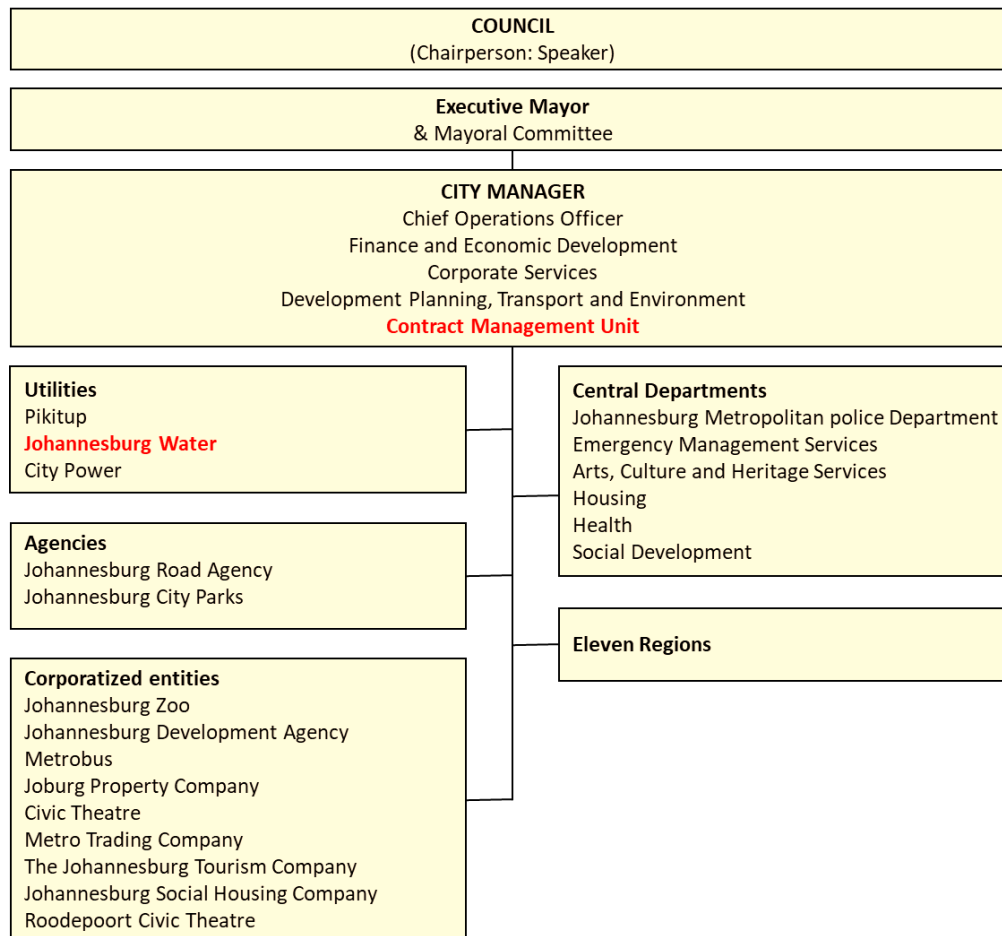 COUNCIL
(Chairperson: Speaker)
Executive Mayor
& Mayoral Committee
CITY MANAGER
Chief Operations Officer
Finance and Economic Development
Corporate Services
Development Planning, Transport and Environment
Contract Management Unit
Utilities
Pikitup
Johannesburg Water
City Power
Agencies
Johannesburg Road Agency
Johannesburg City Parks
Corporatized entities
Johannesburg Zoo
Johannesburg Development Agency
Metrobus
Joburg Property Company
Civic Theatre
Metro Trading Company
The Johannesburg Tourism Company
Johannesburg Social Housing Company
Roodepoort Civic Theatre
Central Departments
Johannesburg Metropolitan police Department
Emergency Management Services
Arts, Culture and Heritage Services
Housing
Health
Social Development
Eleven Regions